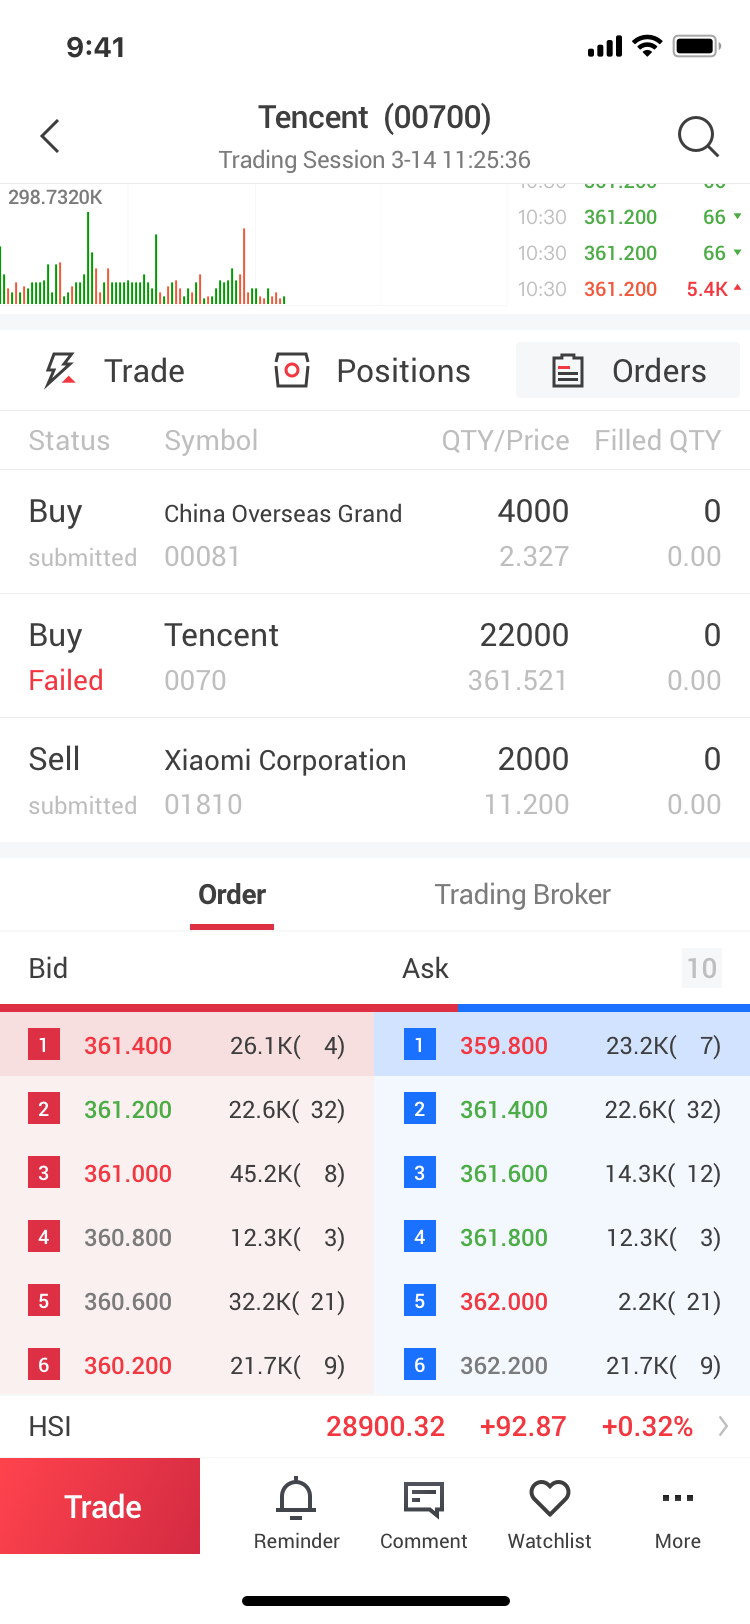 9:41
Tencent (00700)
Trading Session 3-14 11:25:36
298.7320K
10:30 361.200 66
10:30 361.200 66
10:30 361.200 66
10:30 361.200 5.4K
Trade Positions Orders
Status Symbol QTY/Price Filled QTY
Buy China Overseas Grand 4000 0
submitted 00081 2.327 0.00
Buy Tencent 22000 0
Failed 0070 361.521 0.00
Sell Xiaomi Corporation 2000 0
submitted 01810 11.200 0.00
Order Trading Broker
Bid Ask 10
1 361.400 26.1K( 4) 1 359.800 23.2K( 7)
2 361.200 22.6K( 32) 2 361.400 22.6K( 32)
3 361.000 45.2K( 8) 3 361.600 14.3K( 12)
4 360.800 12.3K( 3) 4 361.800 12.3K( 3)
5 360.600 32.2K( 21) 5 362.000 2.2K( 21)
6 360.200 21.7K( 9) 6 362.200 21.7K( 9)
HSI 28900.32 +92.87 +0.32%
Trade Reminder Comment Watchlist More